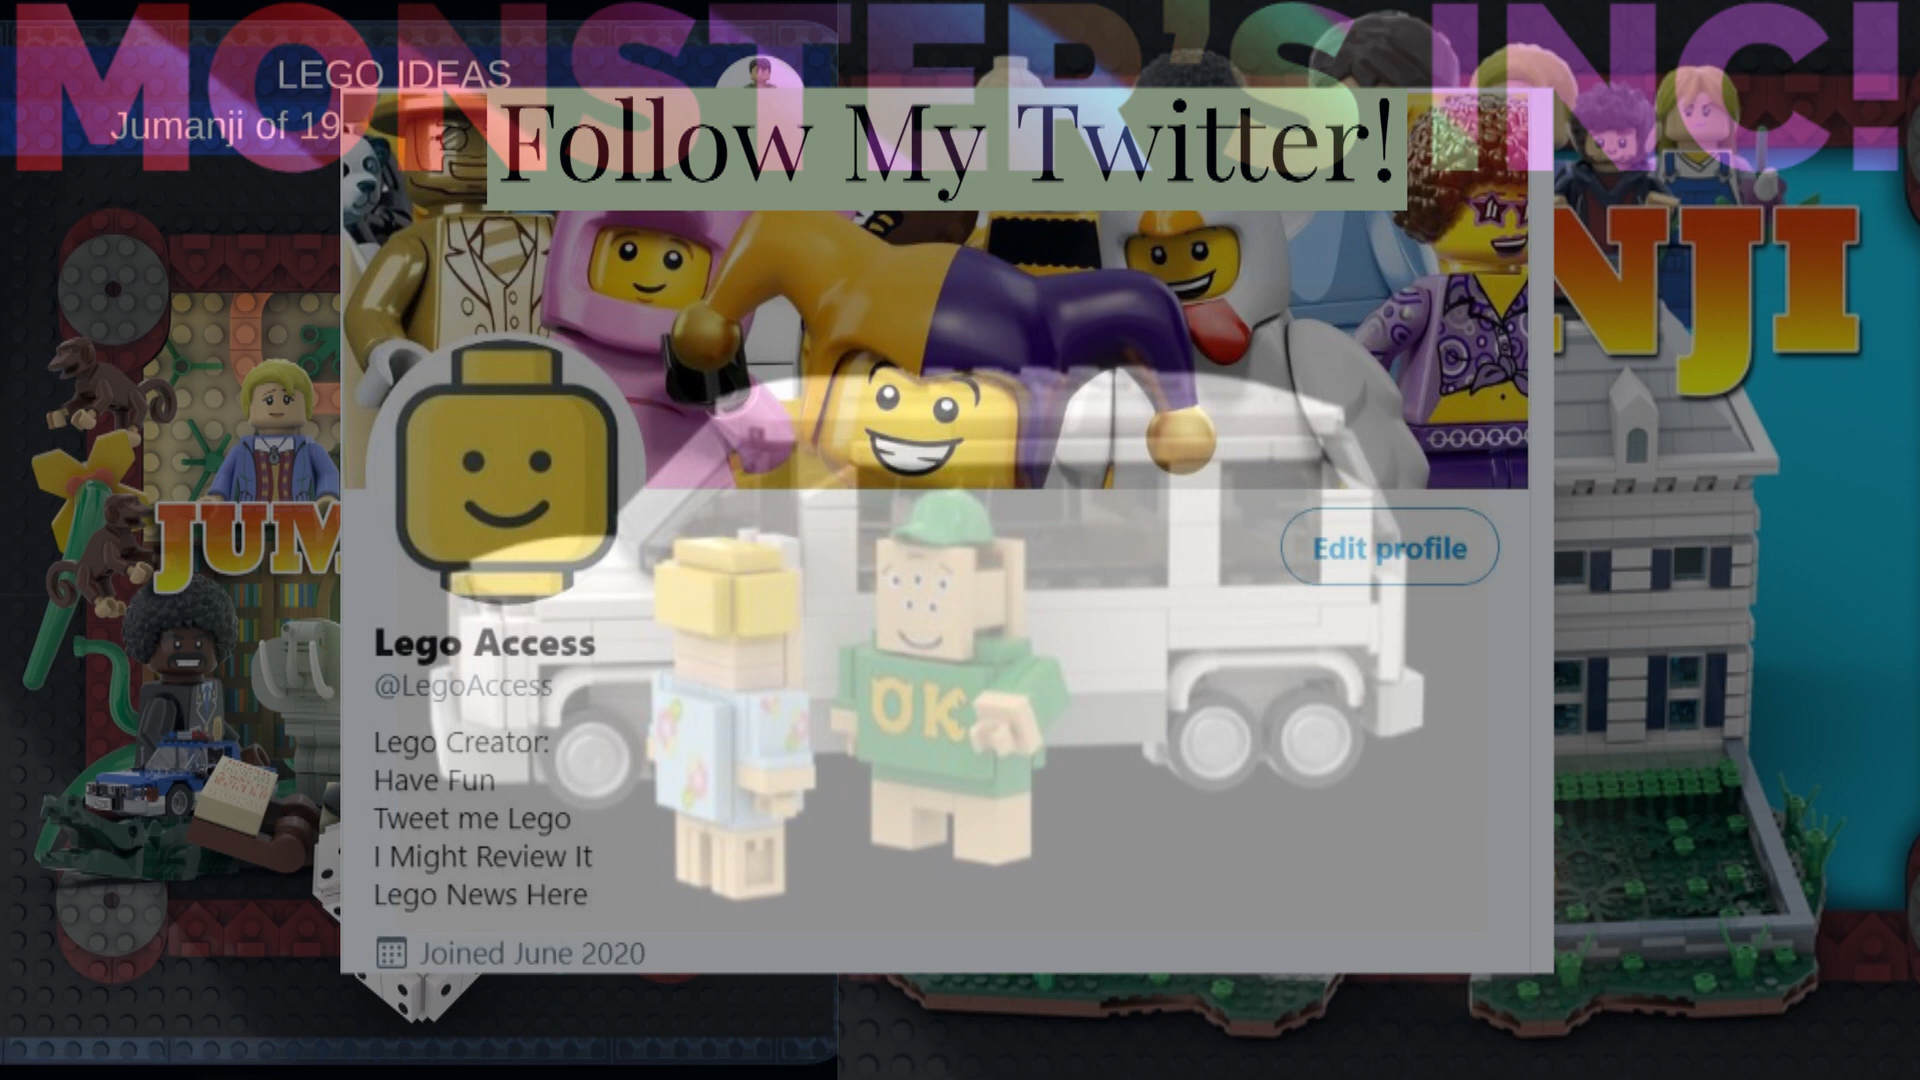 MONSTER'S INC!
LEGO IDEAS
Jumanji of 19
Follow My Twitter!
NJI
JUM
Edit profile
OK
Lego Access
@LegoAccess
Lego Creator:
Have Fun
Tweet me Lego
I Might Review It
Lego News Here
Joined June 2020